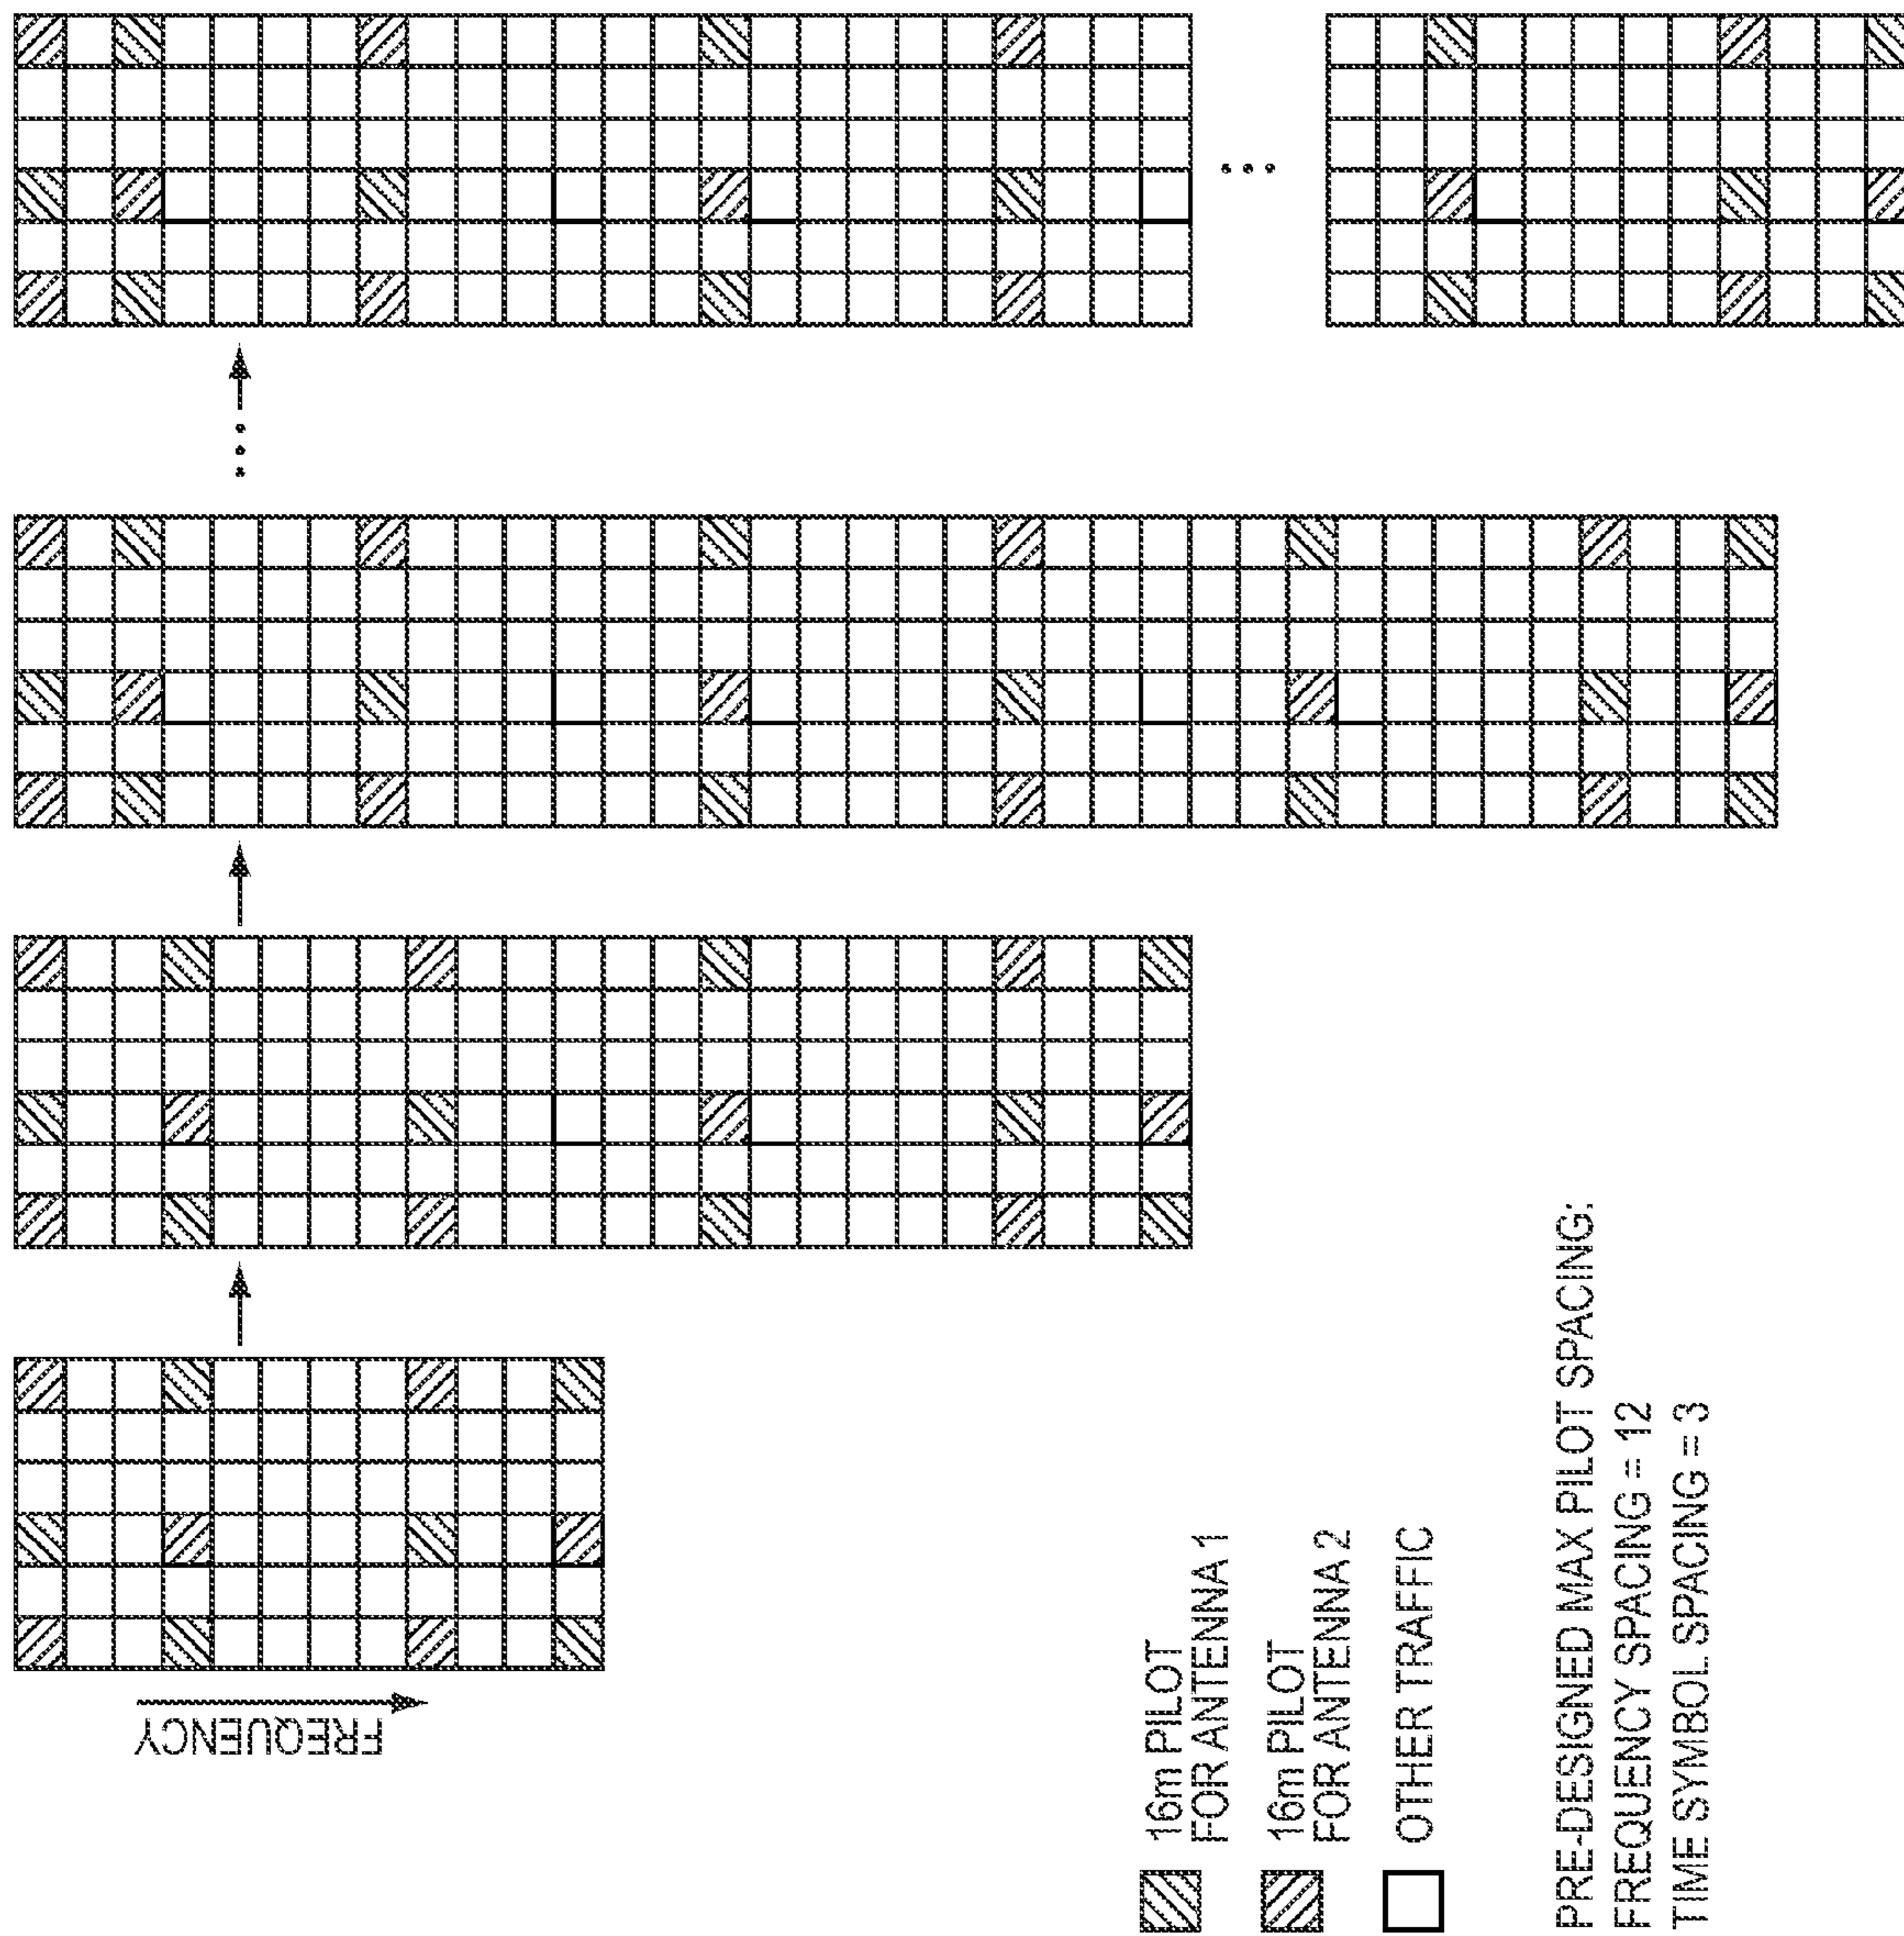 FREQUENCY
16m PILOT
FOR ANTENNA 1
16m PILOT
FOR ANTENNA 2
OTHER TRAFFIC
PRE-DESIGNED MAX PILOT SPACING:
FREQUENCY SPACING = 12
TIME SYMBOL SPACING = 3